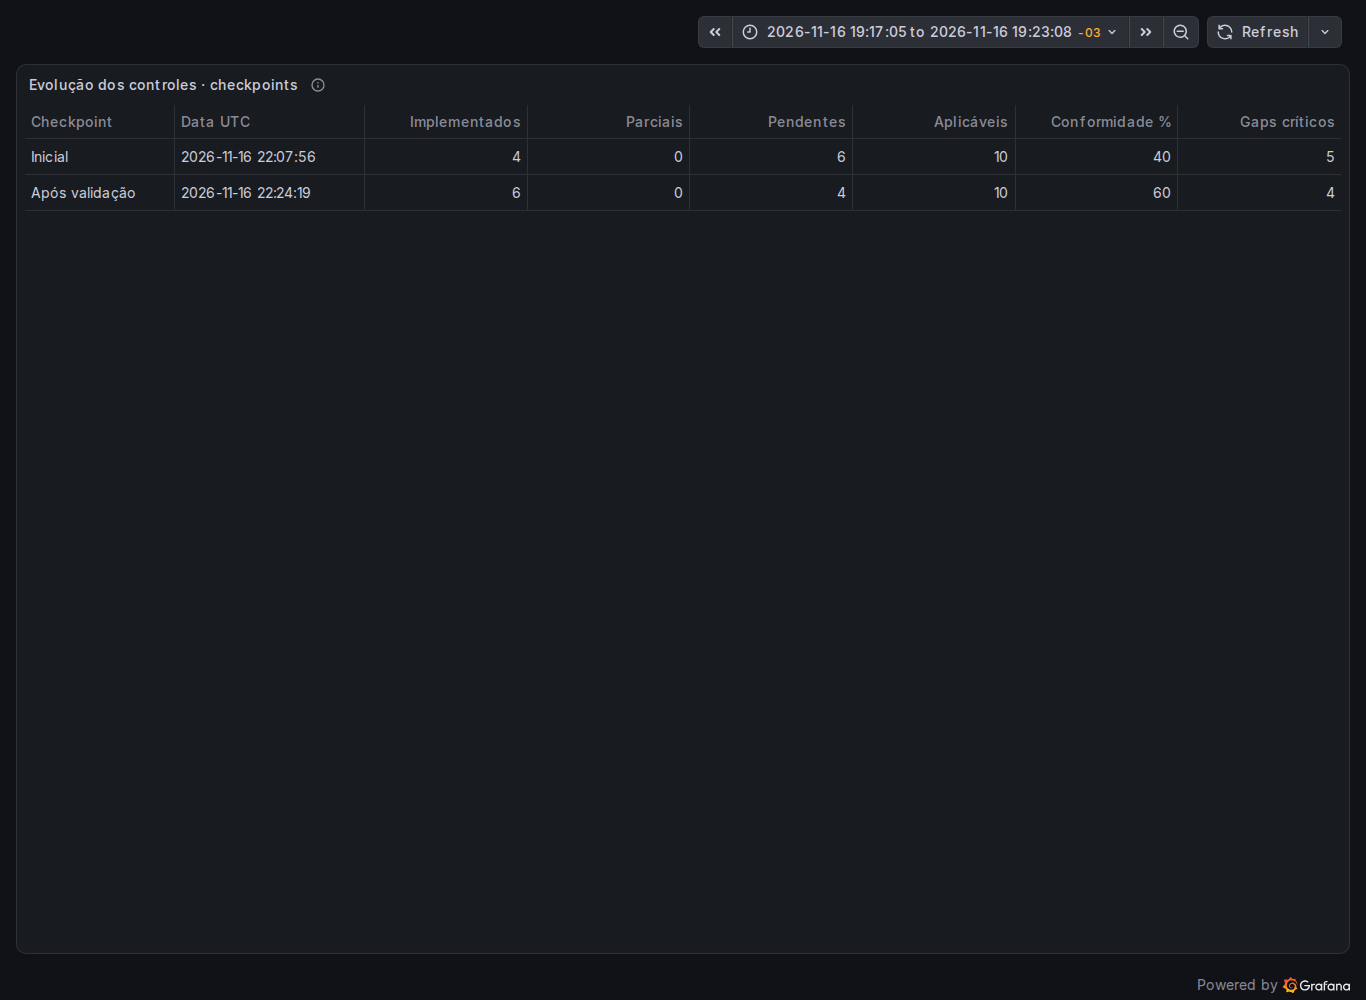 2026-11-16 19:17:05 to 2026-11-16 19:23:08 -03 Refresh
Evolução dos controles · checkpoints
Checkpoint Data UTC Implementados Parciais Pendentes Aplicáveis Conformidade % Gaps críticos
Inicial 2026-11-16 22:07:56 4 0 6 10 40 5
Após validação 2026-11-16 22:24:19 6 0 4 10 60 4
Powered by Grafana